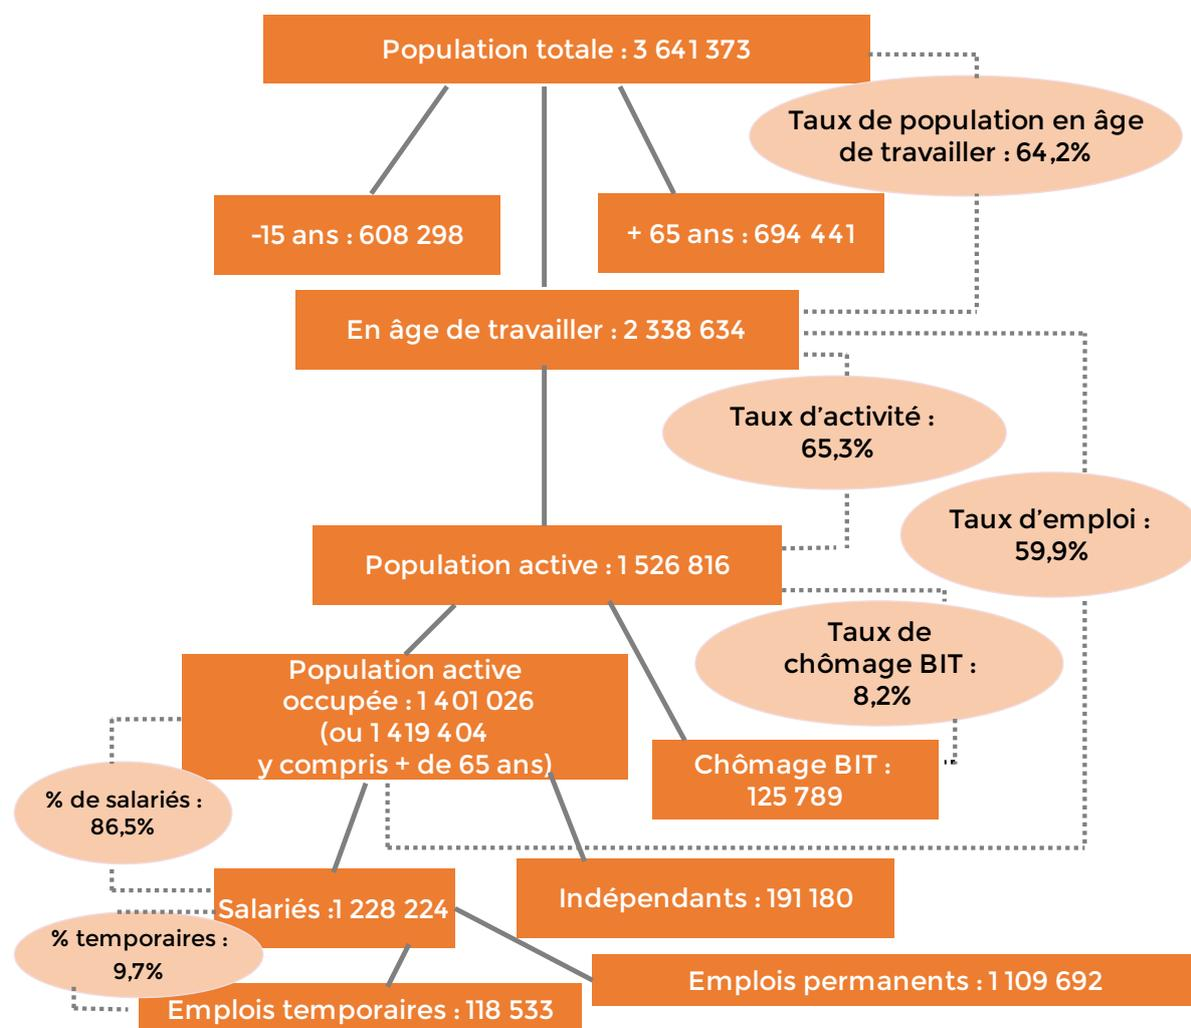 Population totale : 3 641 373
Taux de population en âge
de travailler : 64,2%
-15 ans : 608 298
+ 65 ans : 694 441
En âge de travailler : 2 338 634
Taux d’activité :
65,3%
Taux d’emploi :
59,9%
Population active : 1 526 816
Taux de
chômage BIT :
8,2%
Population active
occupée : 1 401 026
(ou 1 419 404
y compris + de 65 ans)
Chômage BIT :
125 789
% de salariés :
86,5%
Indépendants : 191 180
Salariés :1 228 224
% temporaires :
9,7%
Emplois permanents : 1 109 692
Emplois temporaires : 118 533